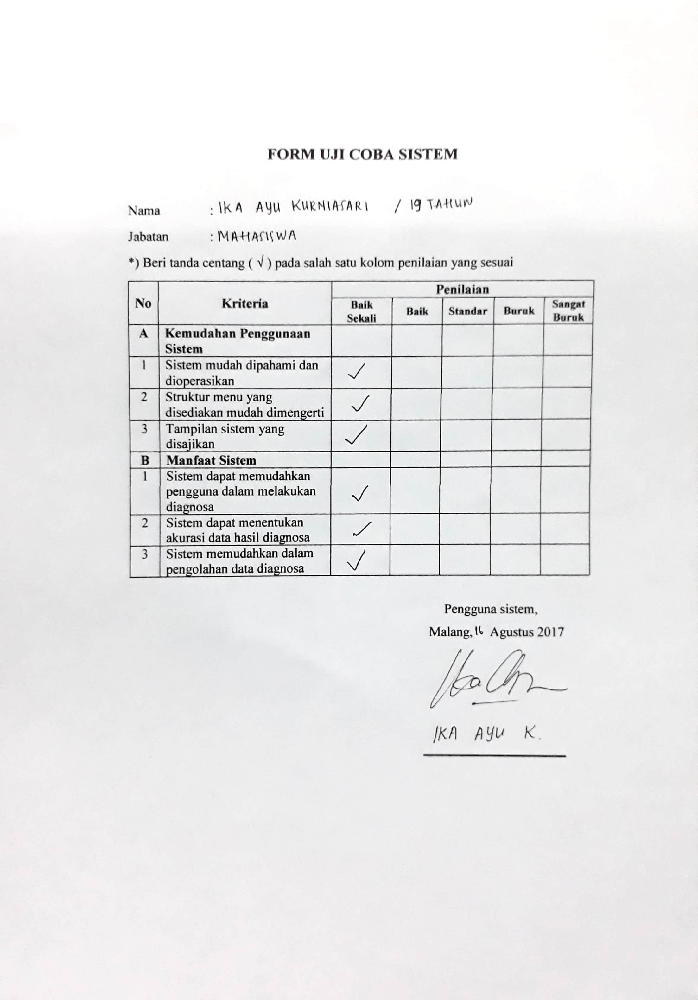 FORM UJI COBA SISTEM
Nama : IKA AYU KURNIASARI / 19 TAHUN
Jabatan : MAHASISWA
*) Beri tanda centang ( √ ) pada salah satu kolom penilaian yang sesuai
No Kriteria Penilaian
Baik Sekali Baik Standar Buruk Sangat Buruk
A Kemudahan Penggunaan
Sistem
1 Sistem mudah dipahami dan ✓
dioperasikan
2 Struktur menu yang ✓
disediakan mudah dimengerti
3 Tampilan sistem yang ✓
disajikan
B Manfaat Sistem
1 Sistem dapat memudahkan
pengguna dalam melakukan ✓
diagnosa
2 Sistem dapat menentukan ✓
akurasi data hasil diagnosa
3 Sistem memudahkan dalam ✓
pengolahan data diagnosa
Pengguna sistem,
Malang, 16 Agustus 2017
IKA AYU K.